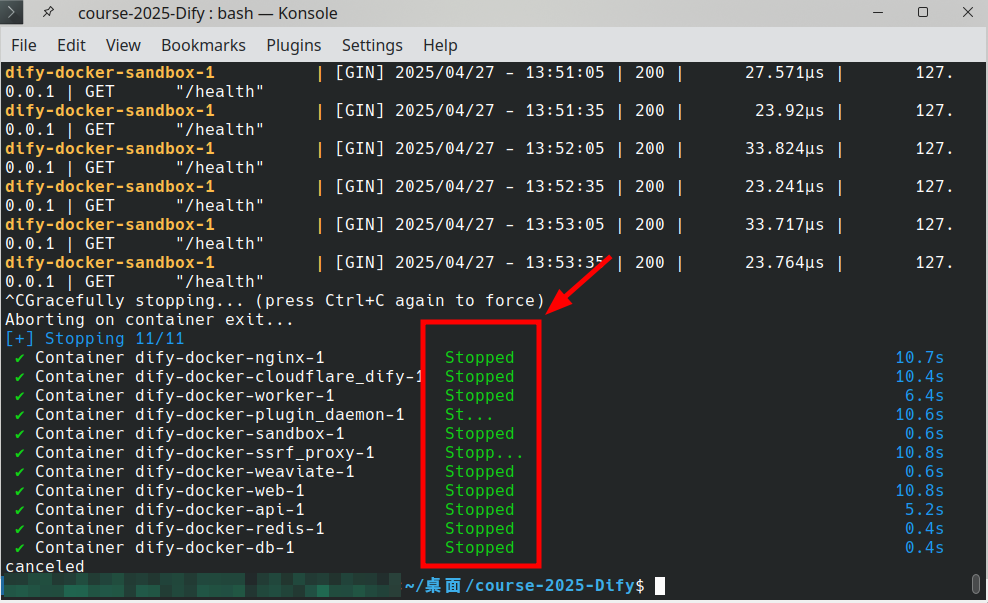 course-2025-Dify : bash — Konsole
File Edit View Bookmarks Plugins Settings Help
dify-docker-sandbox-1 | [GIN] 2025/04/27 - 13:51:05 | 200 | 27.571µs | 127.
0.0.1 | GET "/health"
dify-docker-sandbox-1 | [GIN] 2025/04/27 - 13:51:35 | 200 | 23.92µs | 127.
0.0.1 | GET "/health"
dify-docker-sandbox-1 | [GIN] 2025/04/27 - 13:52:05 | 200 | 33.824µs | 127.
0.0.1 | GET "/health"
dify-docker-sandbox-1 | [GIN] 2025/04/27 - 13:52:35 | 200 | 23.241µs | 127.
0.0.1 | GET "/health"
dify-docker-sandbox-1 | [GIN] 2025/04/27 - 13:53:05 | 200 | 33.717µs | 127.
0.0.1 | GET "/health"
dify-docker-sandbox-1 | [GIN] 2025/04/27 - 13:53:35 | 200 | 23.764µs | 127.
0.0.1 | GET "/health"
^CGracefully stopping... (press Ctrl+C again to force)
Aborting on container exit...
[+] Stopping 11/11
✔ Container dify-docker-nginx-1 Stopped 10.7s
✔ Container dify-docker-cloudflare_dify-1 Stopped 10.4s
✔ Container dify-docker-worker-1 Stopped 6.4s
✔ Container dify-docker-plugin_daemon-1 St... 10.6s
✔ Container dify-docker-sandbox-1 Stopped 0.6s
✔ Container dify-docker-ssrf_proxy-1 Stopp... 10.8s
✔ Container dify-docker-weaviate-1 Stopped 0.6s
✔ Container dify-docker-web-1 Stopped 10.8s
✔ Container dify-docker-api-1 Stopped 5.2s
✔ Container dify-docker-redis-1 Stopped 0.4s
✔ Container dify-docker-db-1 Stopped 0.4s
canceled
:~/桌面/course-2025-Dify$